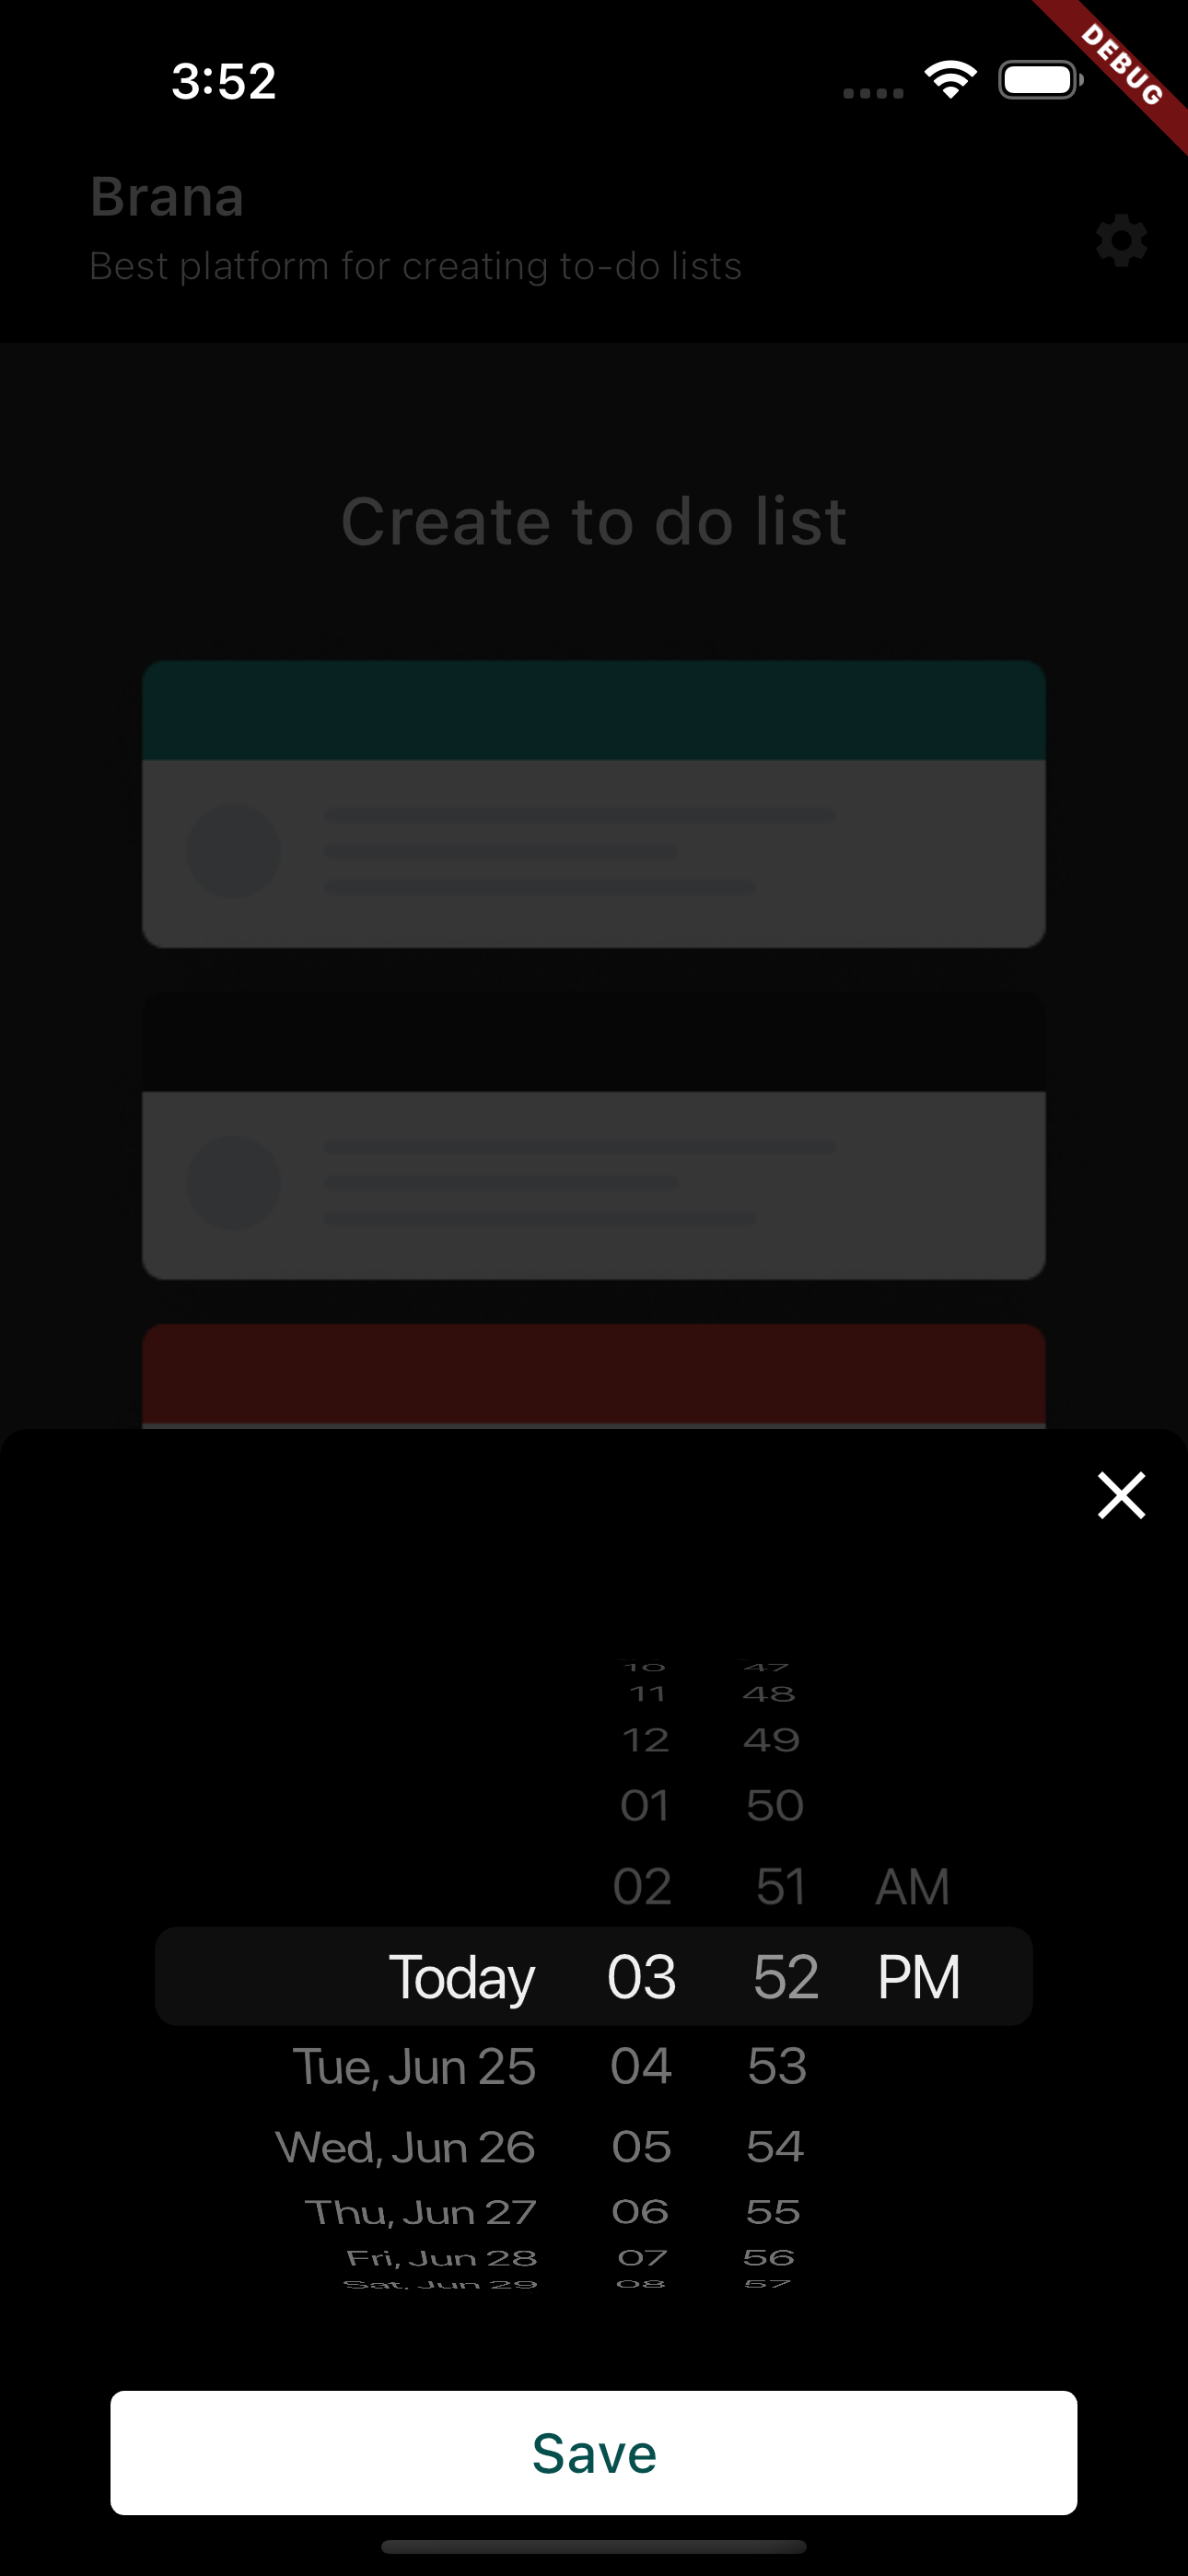 3:52
DEBUG
Brana
Best platform for creating to-do lists
Create to do list
10 47
11 48
12 49
01 50
02 51 AM
Today 03 52 PM
Tue, Jun 25 04 53
Wed, Jun 26 05 54
Thu, Jun 27 06 55
Fri, Jun 28 07 56
Sat, Jun 29 08 57
Save